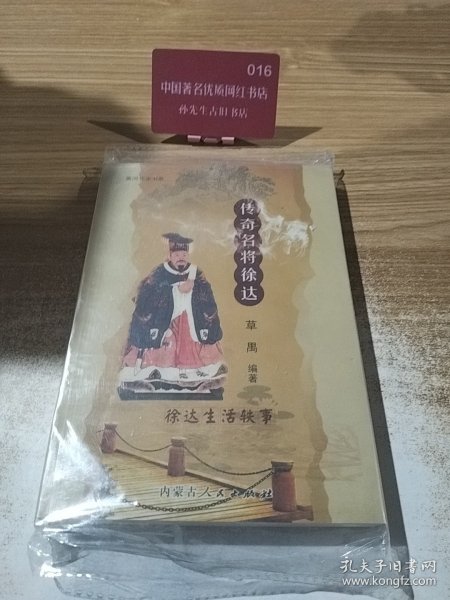 016
中国著名优质网红书店
孙先生古旧书店
传奇名将徐达
草禺 编著
徐达生活轶事
内蒙古人民出版社
孔夫子旧书网
www.kongfz.com